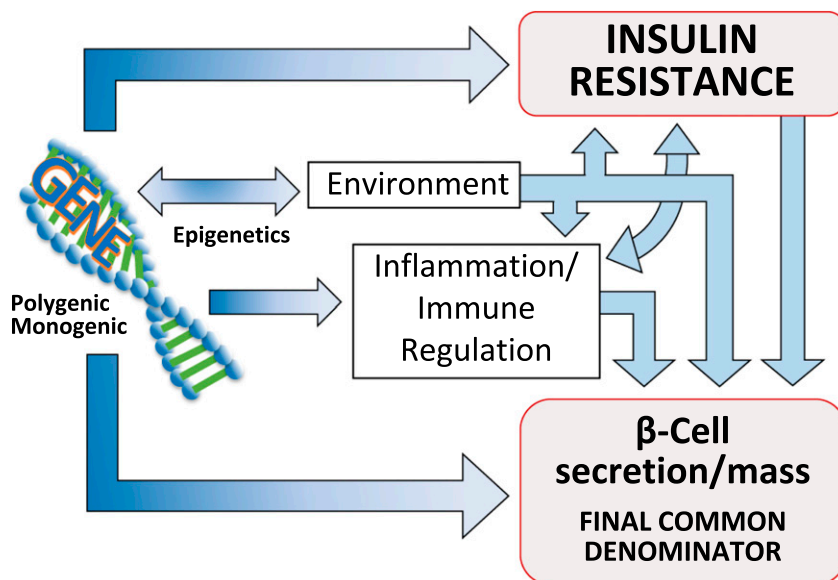 INSULIN
RESISTANCE
GENE
Environment
Epigenetics
Inflammation/
Immune
Regulation
Polygenic
Monogenic
β-Cell
secretion/mass
FINAL COMMON
DENOMINATOR